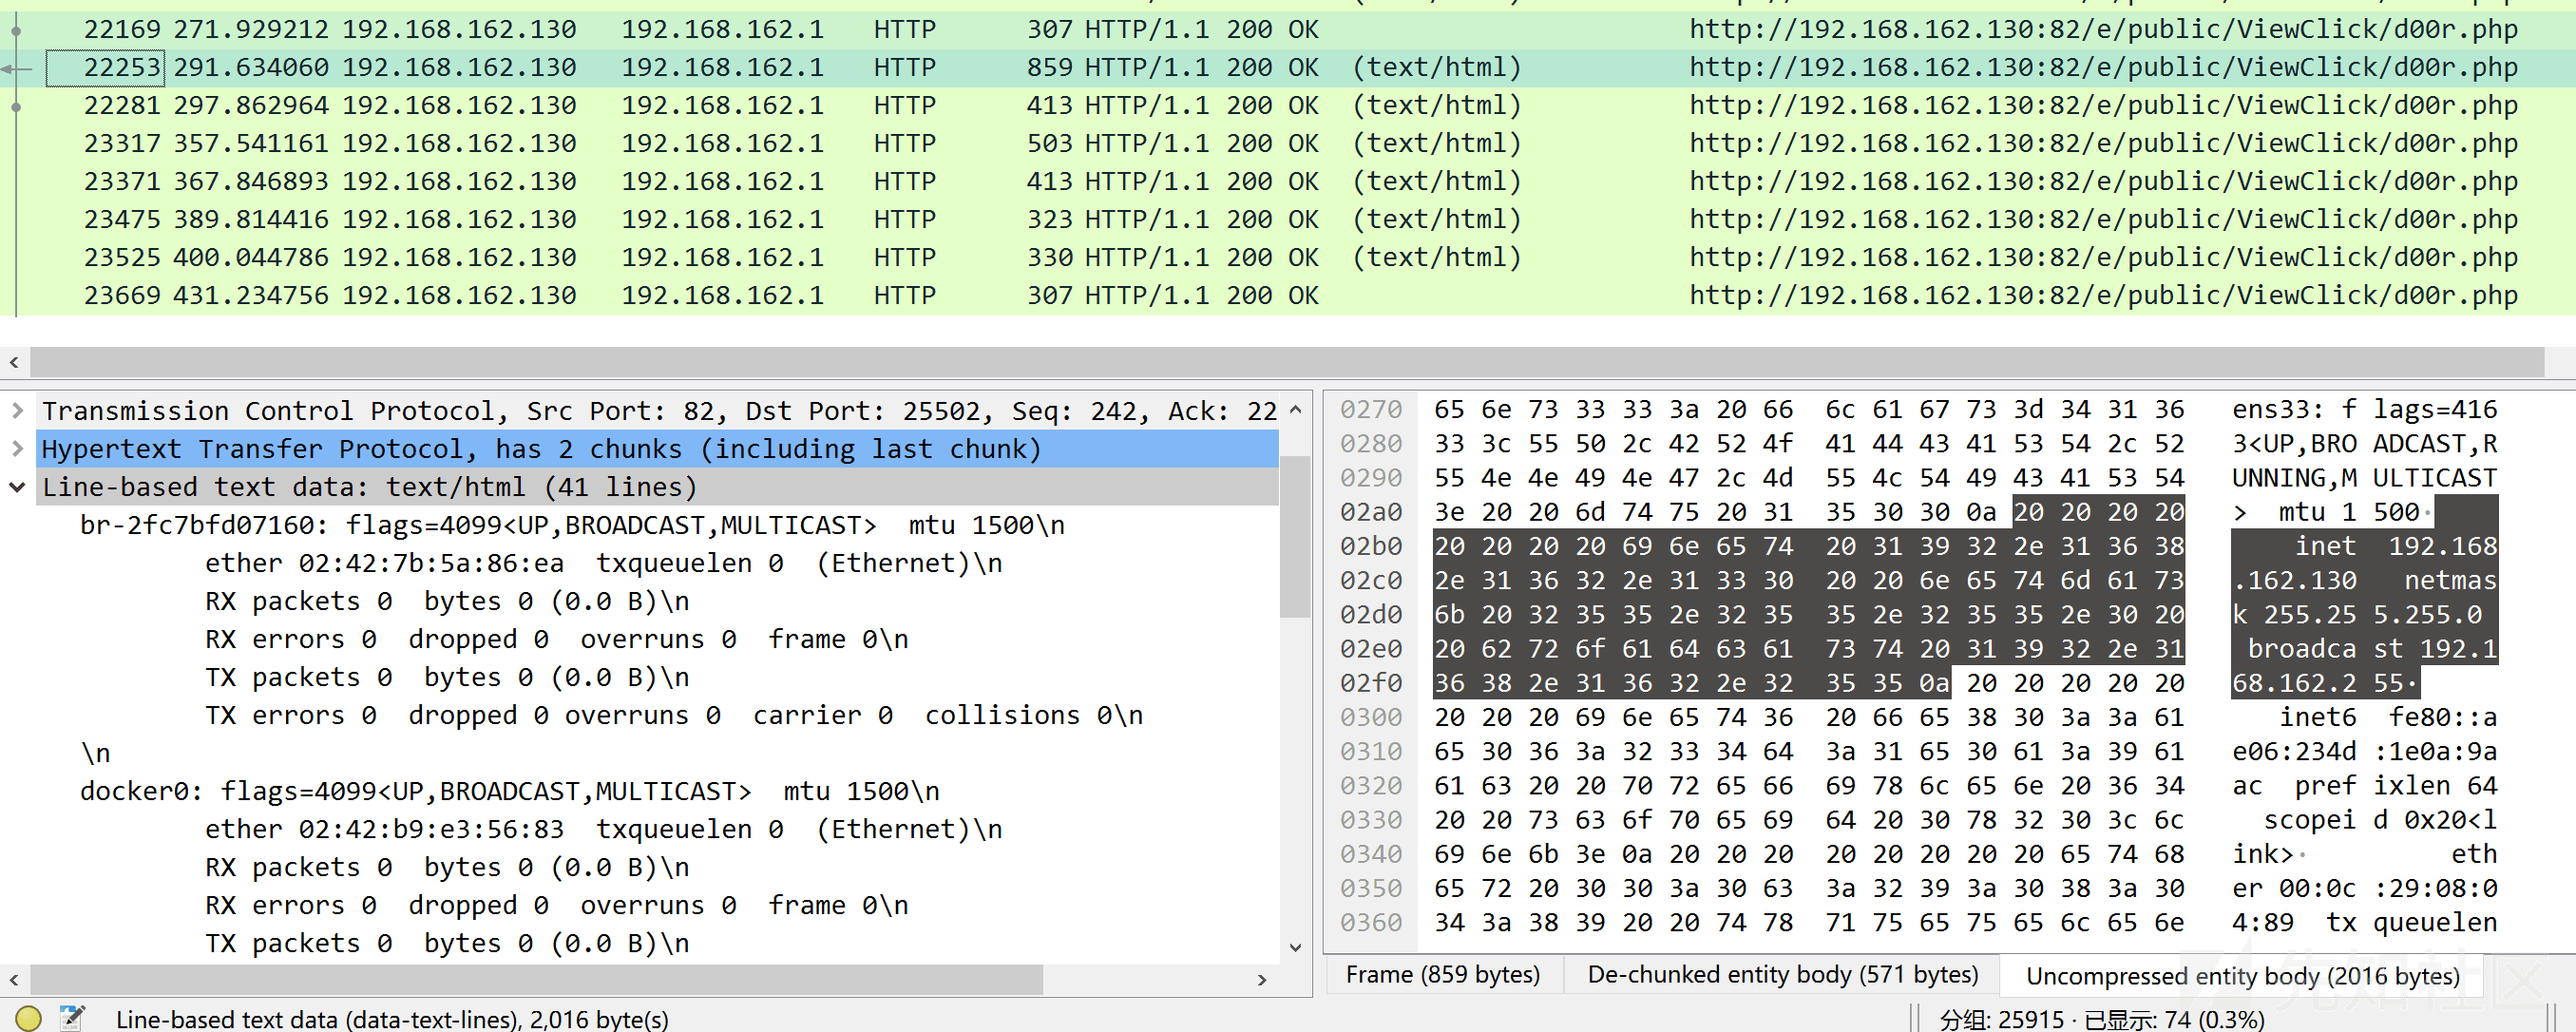 22169 271.929212 192.168.162.130 192.168.162.1 HTTP 307 HTTP/1.1 200 OK http://192.168.162.130:82/e/public/ViewClick/d00r.php
22253 291.634060 192.168.162.130 192.168.162.1 HTTP 859 HTTP/1.1 200 OK (text/html) http://192.168.162.130:82/e/public/ViewClick/d00r.php
22281 297.862964 192.168.162.130 192.168.162.1 HTTP 413 HTTP/1.1 200 OK (text/html) http://192.168.162.130:82/e/public/ViewClick/d00r.php
23317 357.541161 192.168.162.130 192.168.162.1 HTTP 503 HTTP/1.1 200 OK (text/html) http://192.168.162.130:82/e/public/ViewClick/d00r.php
23371 367.846893 192.168.162.130 192.168.162.1 HTTP 413 HTTP/1.1 200 OK (text/html) http://192.168.162.130:82/e/public/ViewClick/d00r.php
23475 389.814416 192.168.162.130 192.168.162.1 HTTP 323 HTTP/1.1 200 OK (text/html) http://192.168.162.130:82/e/public/ViewClick/d00r.php
23525 400.044786 192.168.162.130 192.168.162.1 HTTP 330 HTTP/1.1 200 OK (text/html) http://192.168.162.130:82/e/public/ViewClick/d00r.php
23669 431.234756 192.168.162.130 192.168.162.1 HTTP 307 HTTP/1.1 200 OK http://192.168.162.130:82/e/public/ViewClick/d00r.php
Transmission Control Protocol, Src Port: 82, Dst Port: 25502, Seq: 242, Ack: 22
Hypertext Transfer Protocol, has 2 chunks (including last chunk)
Line-based text data: text/html (41 lines)
br-2fc7bfd07160: flags=4099<UP,BROADCAST,MULTICAST>  mtu 1500\n
ether 02:42:7b:5a:86:ea  txqueuelen 0  (Ethernet)\n
RX packets 0  bytes 0 (0.0 B)\n
RX errors 0  dropped 0  overruns 0  frame 0\n
TX packets 0  bytes 0 (0.0 B)\n
TX errors 0  dropped 0 overruns 0  carrier 0  collisions 0\n
\n
docker0: flags=4099<UP,BROADCAST,MULTICAST>  mtu 1500\n
ether 02:42:b9:e3:56:83  txqueuelen 0  (Ethernet)\n
RX packets 0  bytes 0 (0.0 B)\n
RX errors 0  dropped 0  overruns 0  frame 0\n
TX packets 0  bytes 0 (0.0 B)\n
0270 65 6e 73 33 33 3a 20 66 6c 61 67 73 3d 34 31 36 ens33: f lags=416
0280 33 3c 55 50 2c 42 52 4f 41 44 43 41 53 54 2c 52 3<UP,BRO ADCAST,R
0290 55 4e 4e 49 4e 47 2c 4d 55 4c 54 49 43 41 53 54 UNNING,M ULTICAST
02a0 3e 20 20 6d 74 75 20 31 35 30 30 0a 20 20 20 20 >  mtu 1 500·
02b0 20 20 20 20 69 6e 65 74 20 31 39 32 2e 31 36 38 inet  192.168
02c0 2e 31 36 32 2e 31 33 30 20 20 6e 65 74 6d 61 73 .162.130   netmas
02d0 6b 20 32 35 35 2e 32 35 35 2e 32 35 35 2e 30 20 k 255.25 5.255.0
02e0 20 62 72 6f 61 64 63 61 73 74 20 31 39 32 2e 31 broadca st 192.1
02f0 36 38 2e 31 36 32 2e 32 35 35 0a 20 20 20 20 20 68.162.2 55·
0300 20 20 20 69 6e 65 74 36 20 66 65 38 30 3a 3a 61 inet6  fe80::a
0310 65 30 36 3a 32 33 34 64 3a 31 65 30 61 3a 39 61 e06:234d :1e0a:9a
0320 61 63 20 20 70 72 65 66 69 78 6c 65 6e 20 36 34 ac  pref ixlen 64
0330 20 20 73 63 6f 70 65 69 64 20 30 78 32 30 3c 6c scopei d 0x20<l
0340 69 6e 6b 3e 0a 20 20 20 20 20 20 20 20 65 74 68 ink>· eth
0350 65 72 20 30 30 3a 30 63 3a 32 39 3a 30 38 3a 30 er 00:0c :29:08:0
0360 34 3a 38 39 20 20 74 78 71 75 65 75 65 6c 65 6e 4:89  tx queuelen
Frame (859 bytes) De-chunked entity body (571 bytes) Uncompressed entity body (2016 bytes)
先知社区
Line-based text data (data-text-lines), 2,016 byte(s) 分组: 25915 · 已显示: 74 (0.3%)